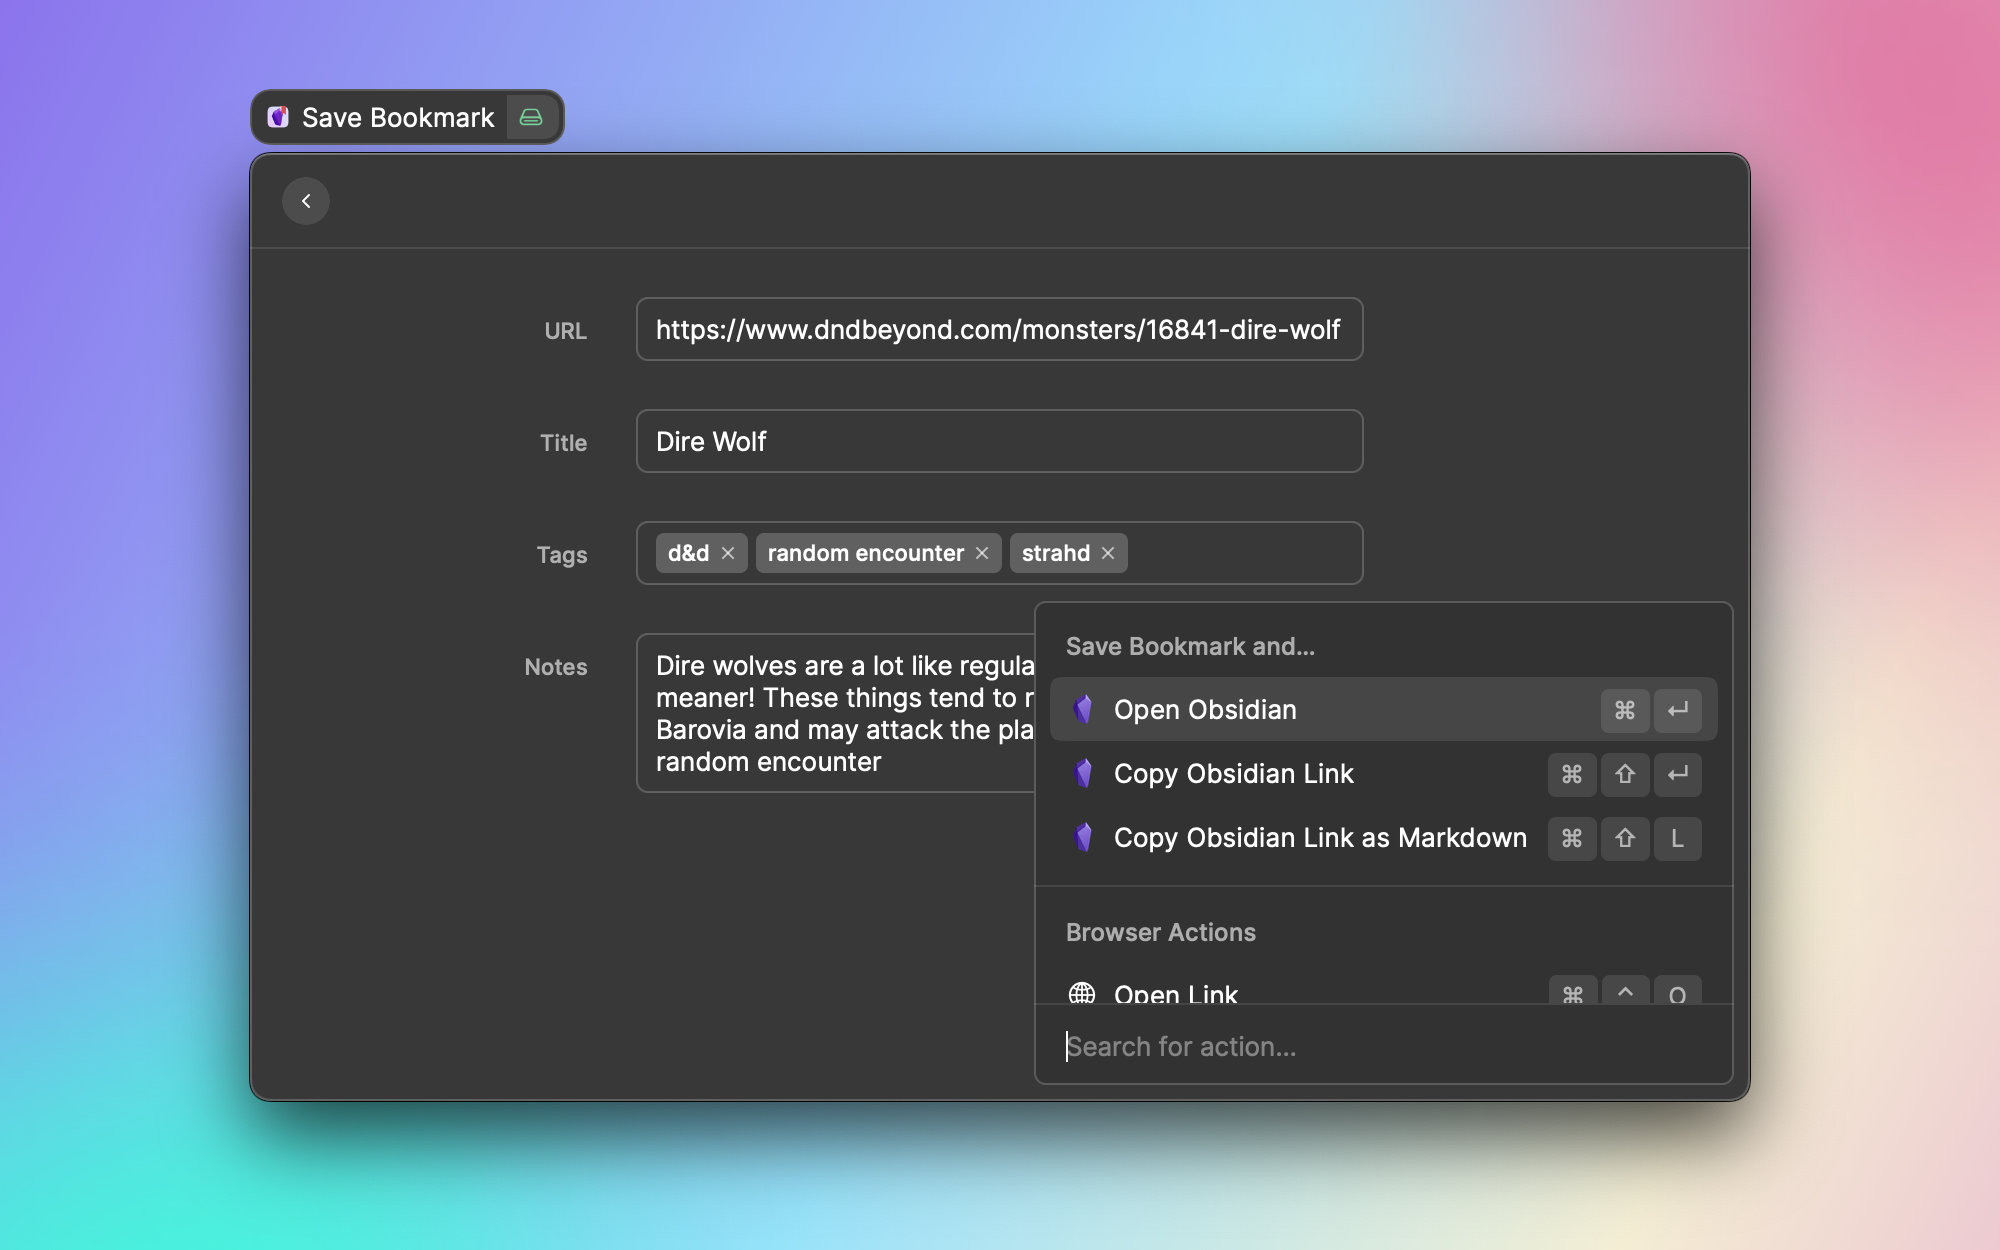 Save Bookmark
URL
https://www.dndbeyond.com/monsters/16841-dire-wolf
Title
Dire Wolf
Tags
d&d
random encounter
strahd
Notes
Dire wolves are a lot like regula
meaner! These things tend to r
Barovia and may attack the pla
random encounter
Save Bookmark and...
Open Obsidian ⌘ ↵
Copy Obsidian Link ⌘ ⇧ ↵
Copy Obsidian Link as Markdown ⌘ ⇧ L
Browser Actions
Open Link ⌘ ^ O
Search for action...